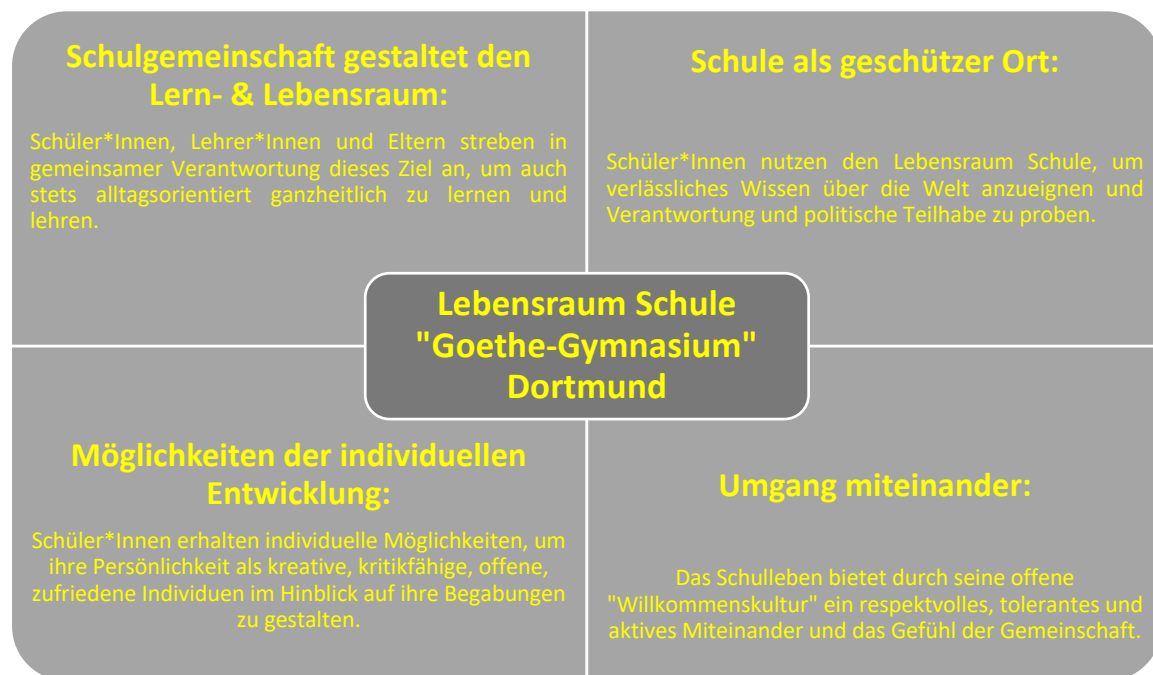 Schulgemeinschaft gestaltet den
Lern- & Lebensraum:
Schüler*Innen, Lehrer*Innen und Eltern streben in
gemeinsamer Verantwortung dieses Ziel an, um auch
stets alltagsorientiert ganzheitlich zu lernen und
lehren.
Schule als geschützer Ort:
Schüler*Innen nutzen den Lebensraum Schule, um
verlässliches Wissen über die Welt anzueignen und
Verantwortung und politische Teilhabe zu proben.
Lebensraum Schule
"Goethe-Gymnasium"
Dortmund
Möglichkeiten der individuellen
Entwicklung:
Schüler*Innen erhalten individuelle Möglichkeiten, um
ihre Persönlichkeit als kreative, kritikfähige, offene,
zufriedene Individuen im Hinblick auf ihre Begabungen
zu gestalten.
Umgang miteinander:
Das Schulleben bietet durch seine offene
"Willkommenskultur" ein respektvolles, tolerantes und
aktives Miteinander und das Gefühl der Gemeinschaft.